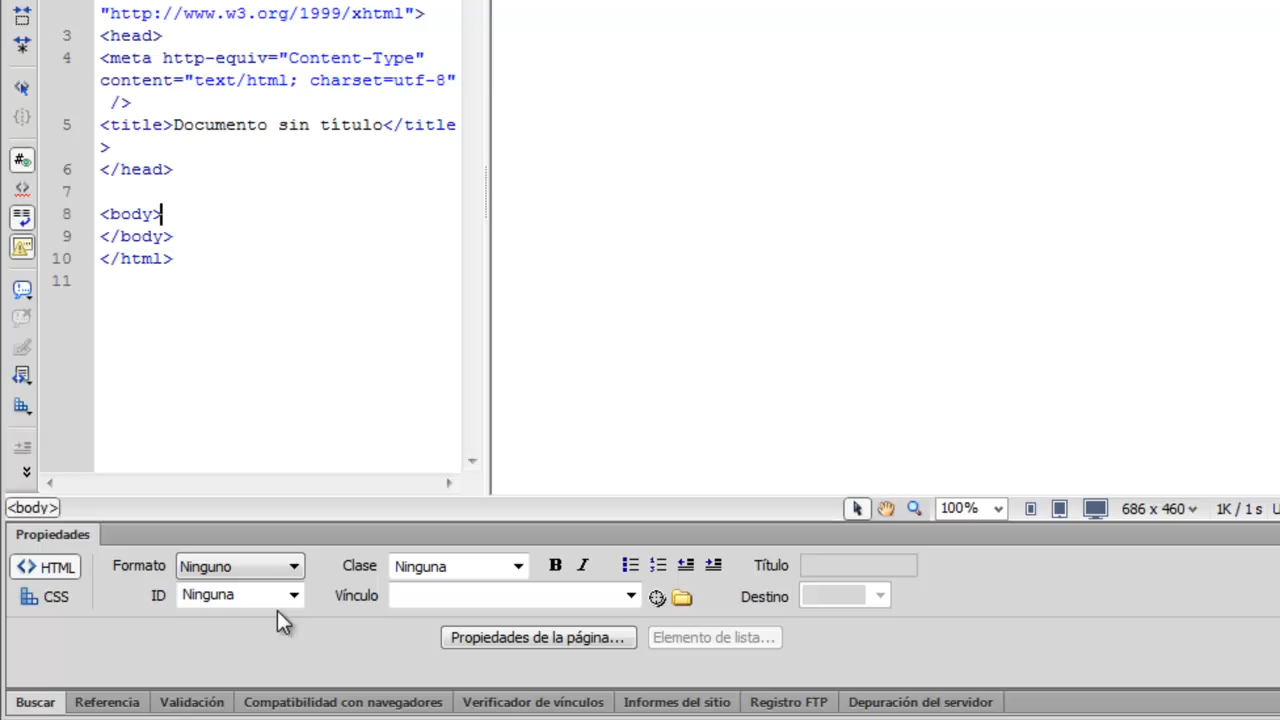 "http://www.w3.org/1999/xhtml">
3 <head>
4 <meta http-equiv="Content-Type"
content="text/html; charset=utf-8"
/>
5 <title>Documento sin título</title
>
6 </head>
7
8 <body>
9 </body>
10 </html>
11
<body> 100% 686 x 460 1K / 1 s U
Propiedades
<> HTML Formato Ninguno Clase Ninguna B I Título
CSS ID Ninguna Vínculo Destino
Propiedades de la página... Elemento de lista...
Buscar Referencia Validación Compatibilidad con navegadores Verificador de vínculos Informes del sitio Registro FTP Depuración del servidor